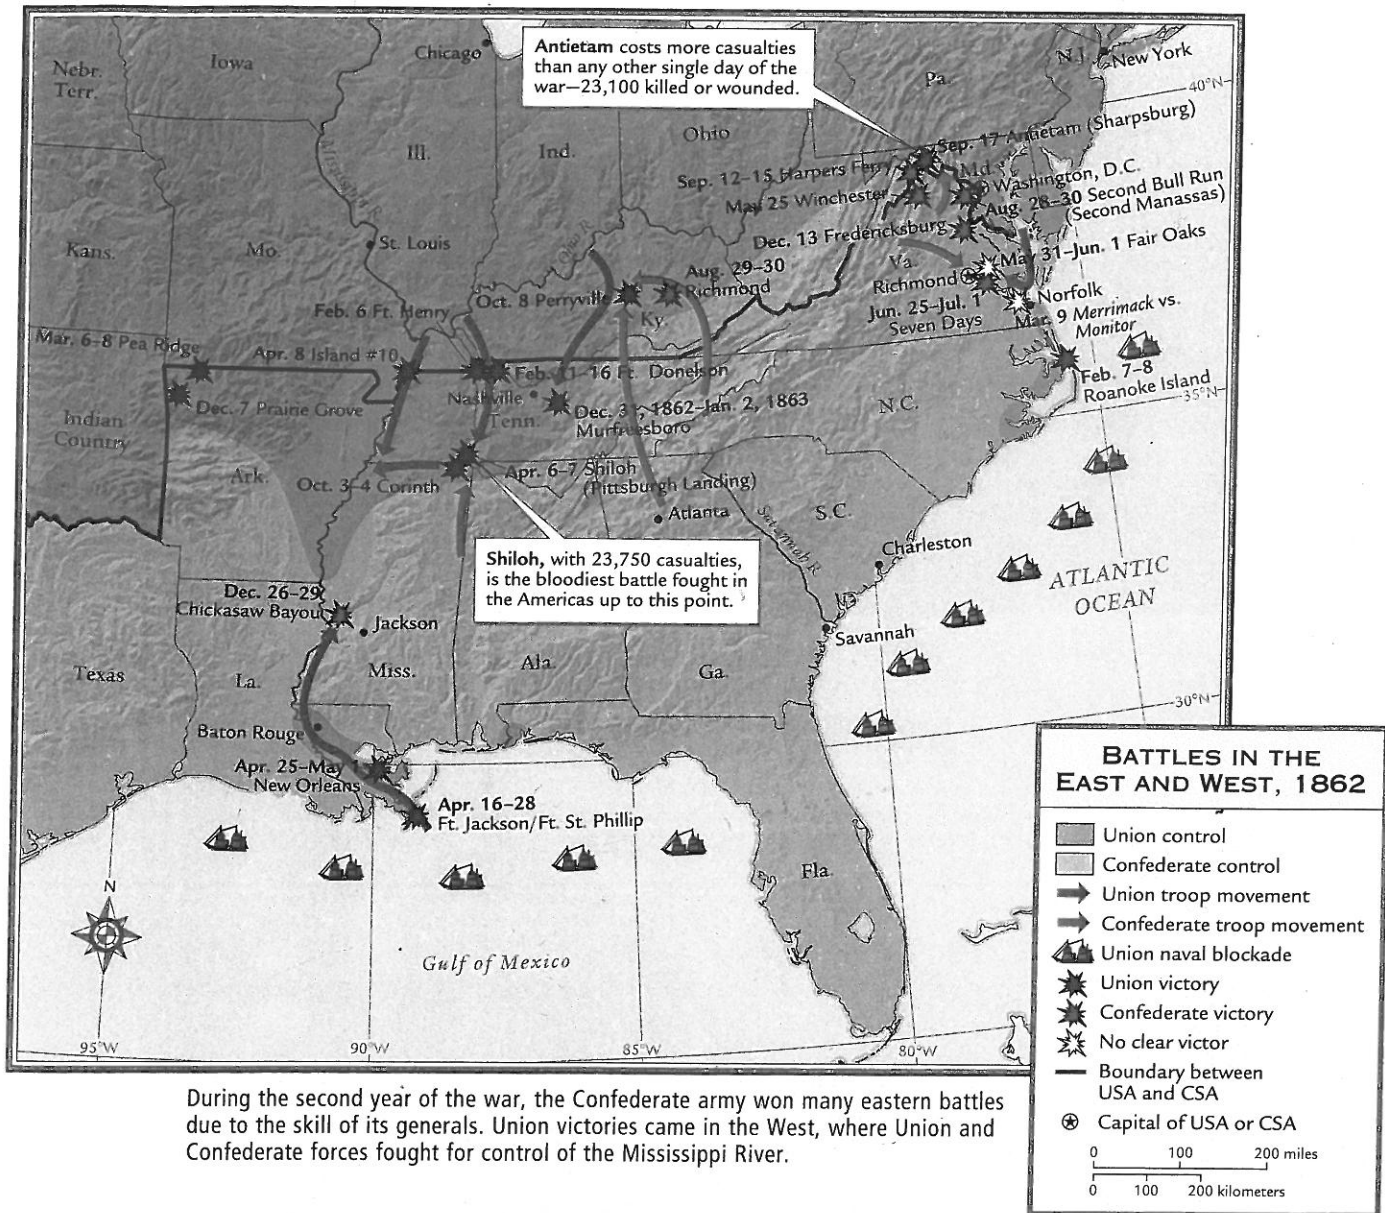 Nebr.
Terr.
Iowa
Chicago
Antietam costs more casualties
than any other single day of the
war—23,100 killed or wounded.
N.J.
New York
Pa.
40°N
Ill.
Ind.
Ohio
Sep. 17 Antietam (Sharpsburg)
Sep. 12–15 Harpers Ferry
Md.
Washington, D.C.
May 25 Winchester
Aug. 28–30 Second Bull Run
(Second Manassas)
Dec. 13 Fredericksburg
May 31–Jun. 1 Fair Oaks
Kans.
Mo.
St. Louis
Mississippi R.
Ohio R.
Va.
Richmond
Aug. 29–30
Richmond
Oct. 8 Perryville
Ky.
Jun. 25–Jul. 1
Seven Days
Norfolk
Mar. 9 Merrimack vs.
Monitor
Feb. 6 Ft. Henry
Mar. 6–8 Pea Ridge
Apr. 8 Island #10
Feb. 11–16 Ft. Donelson
Feb. 7–8
Roanoke Island
35°N
Dec. 7 Prairie Grove
Nashville
Tenn.
Dec. 31, 1862–Jan. 2, 1863
Murfreesboro
N.C.
Indian
Country
Ark.
Oct. 3–4 Corinth
Apr. 6–7 Shiloh
(Pittsburgh Landing)
Atlanta
Savannah R.
S.C.
Charleston
Shiloh, with 23,750 casualties,
is the bloodiest battle fought in
the Americas up to this point.
ATLANTIC
OCEAN
Dec. 26–29
Chickasaw Bayou
Jackson
Savannah
Texas
La.
Miss.
Ala.
Ga.
30°N
Baton Rouge
Apr. 25–May 1
New Orleans
Apr. 16–28
Ft. Jackson/Ft. St. Phillip
Fla.
N
Gulf of Mexico
95°W
90°W
85°W
80°W
BATTLES IN THE
EAST AND WEST, 1862
Union control
Confederate control
Union troop movement
Confederate troop movement
Union naval blockade
Union victory
Confederate victory
No clear victor
Boundary between
USA and CSA
Capital of USA or CSA
0 100 200 miles
0 100 200 kilometers
During the second year of the war, the Confederate army won many eastern battles
due to the skill of its generals. Union victories came in the West, where Union and
Confederate forces fought for control of the Mississippi River.